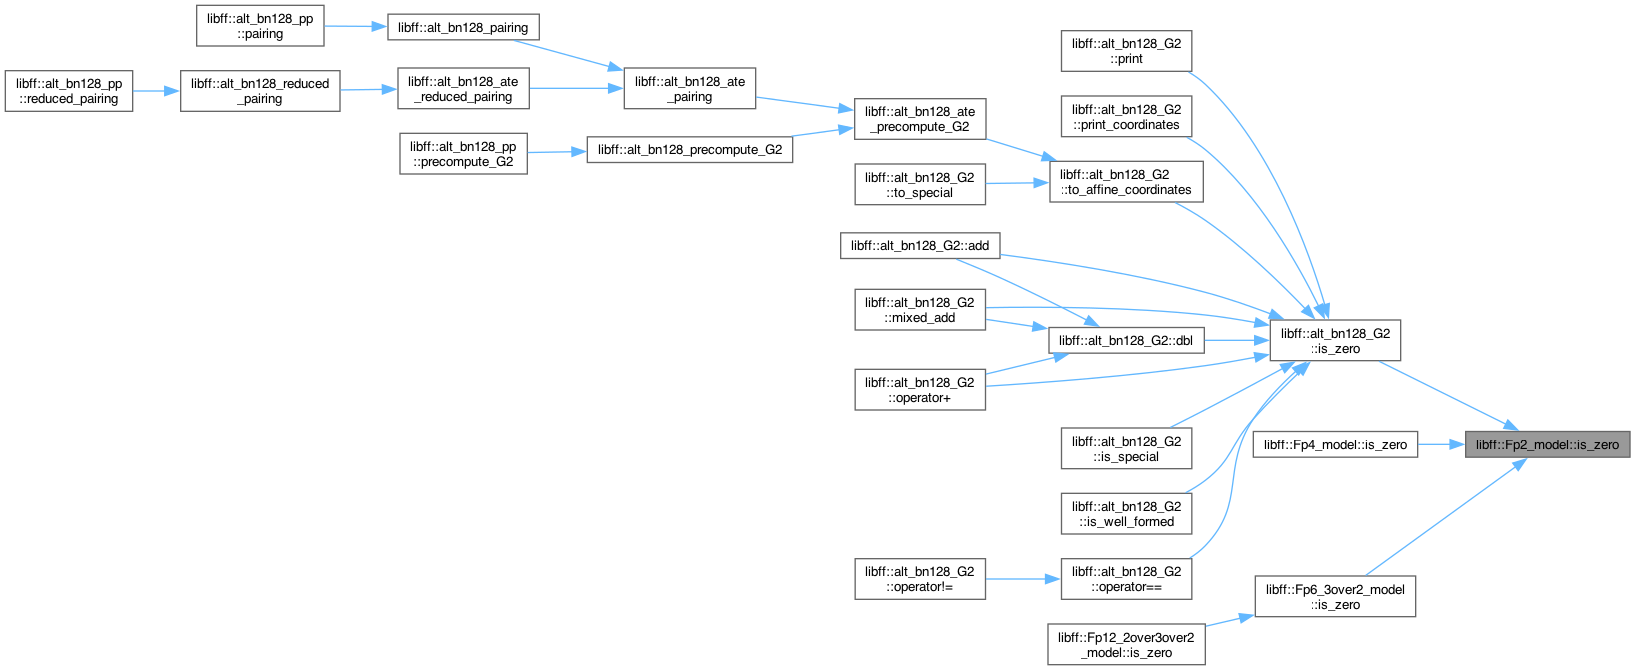 libff::alt_bn128_pp
::pairing
libff::alt_bn128_pairing
libff::alt_bn128_G2
::print
libff::alt_bn128_pp
::reduced_pairing
libff::alt_bn128_reduced
_pairing
libff::alt_bn128_ate
_reduced_pairing
libff::alt_bn128_ate
_pairing
libff::alt_bn128_ate
_precompute_G2
libff::alt_bn128_G2
::print_coordinates
libff::alt_bn128_pp
::precompute_G2
libff::alt_bn128_precompute_G2
libff::alt_bn128_G2
::to_special
libff::alt_bn128_G2
::to_affine_coordinates
libff::alt_bn128_G2::add
libff::alt_bn128_G2
::mixed_add
libff::alt_bn128_G2::dbl
libff::alt_bn128_G2
::is_zero
libff::alt_bn128_G2
::operator+
libff::alt_bn128_G2
::is_special
libff::Fp4_model::is_zero
libff::Fp2_model::is_zero
libff::alt_bn128_G2
::is_well_formed
libff::alt_bn128_G2
::operator!=
libff::alt_bn128_G2
::operator==
libff::Fp6_3over2_model
::is_zero
libff::Fp12_2over3over2
_model::is_zero